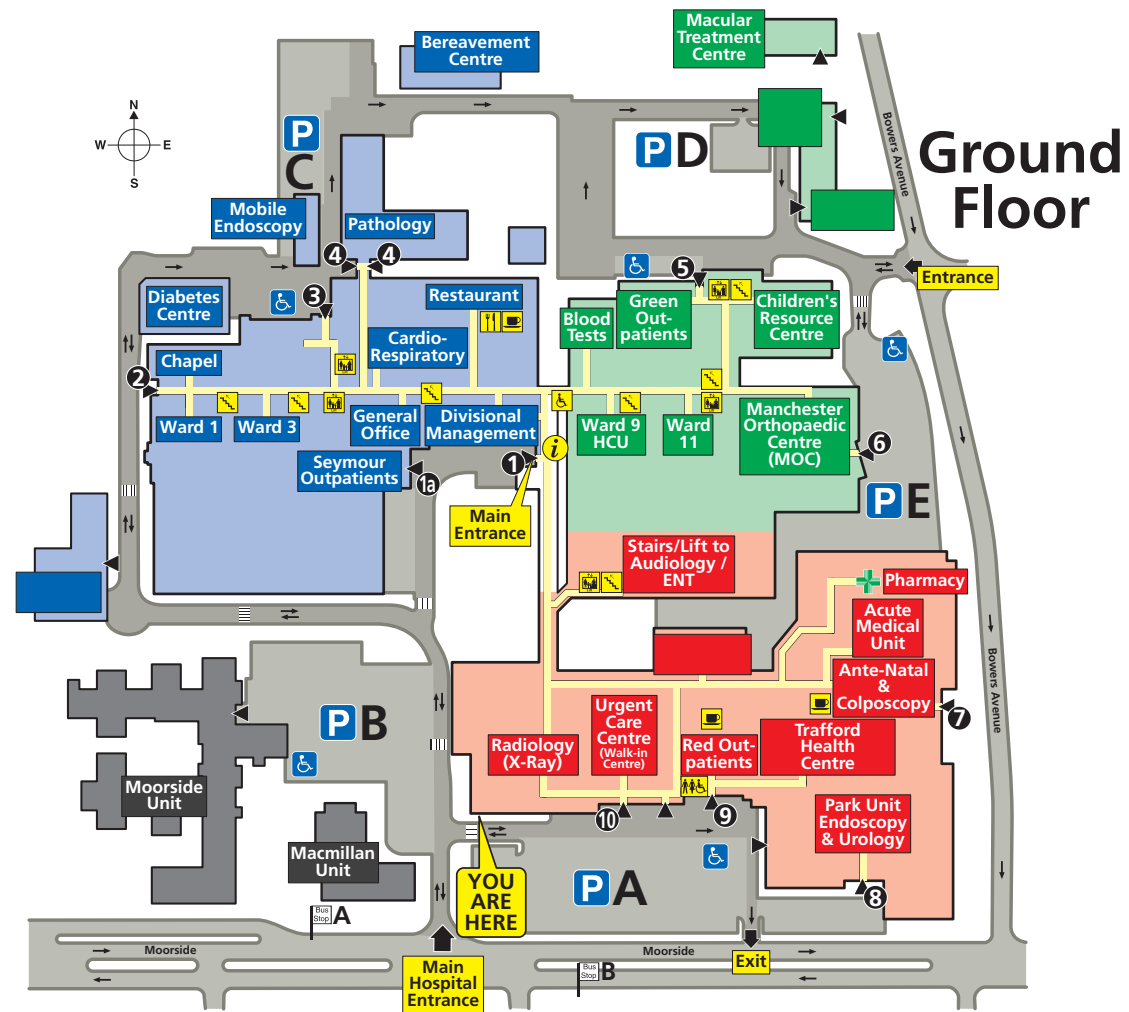 Macular
Treatment
Centre
Bereavement
Centre
N
W
E
S
P
C
P
D
Bowers Avenue
Ground
Floor
Mobile
Endoscopy
Pathology
4
4
5
Entrance
Diabetes
Centre
3
Restaurant
Green
Out-
patients
Children's
Resource
Centre
Blood
Tests
Cardio-
Respiratory
Chapel
2
Ward 1
Ward 3
General
Office
Divisional
Management
Ward 9
HCU
Ward
11
Manchester
Orthopaedic
Centre
(MOC)
6
i
1
Seymour
Outpatients
1a
P
E
Main
Entrance
Stairs/Lift to
Audiology /
ENT
Pharmacy
Acute
Medical
Unit
Bowers Avenue
Ante-Natal
&
Colposcopy
7
P
B
Urgent
Care
Centre
(Walk-in
Centre)
Radiology
(X-Ray)
Red Out-
patients
Trafford
Health
Centre
Moorside
Unit
10
9
Park Unit
Endoscopy
& Urology
8
Macmillan
Unit
YOU
ARE
HERE
P
A
Bus
Stop
A
Moorside
Moorside
Main
Hospital
Entrance
Exit
Bus
Stop
B